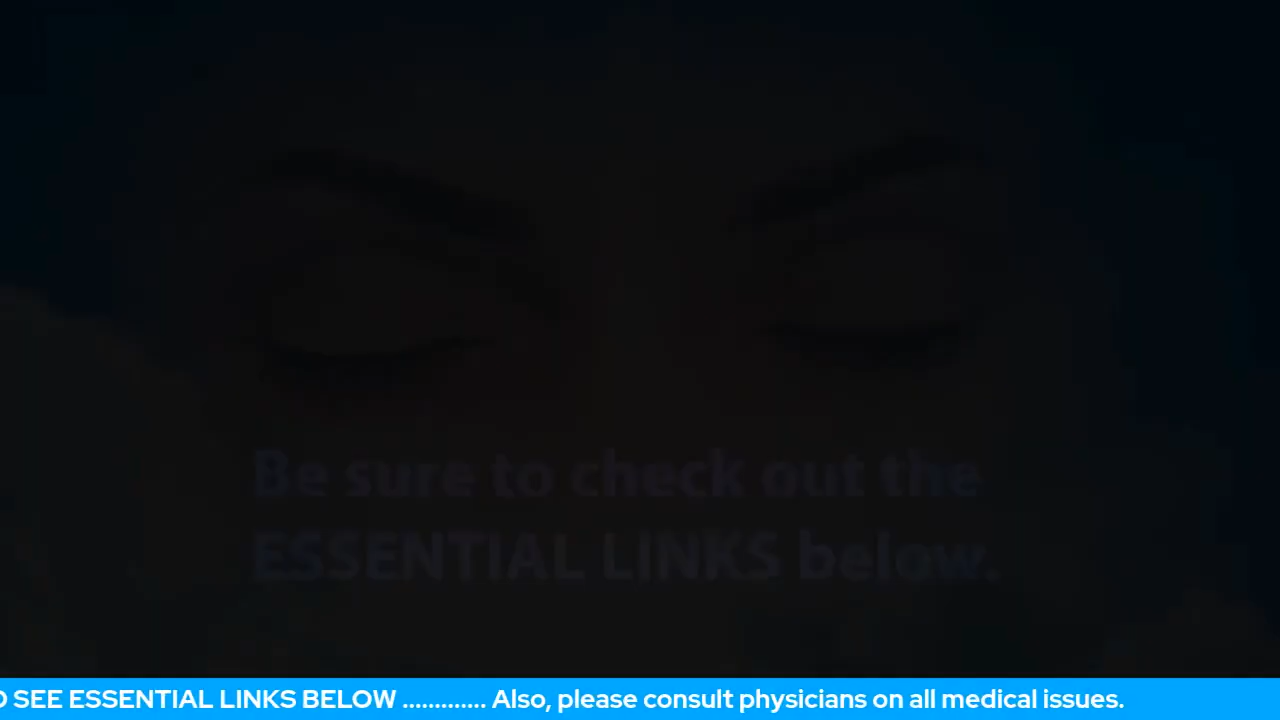 Be sure to check out the
ESSENTIAL LINKS below.
SEE ESSENTIAL LINKS BELOW ............. Also, please consult physicians on all medical issues.